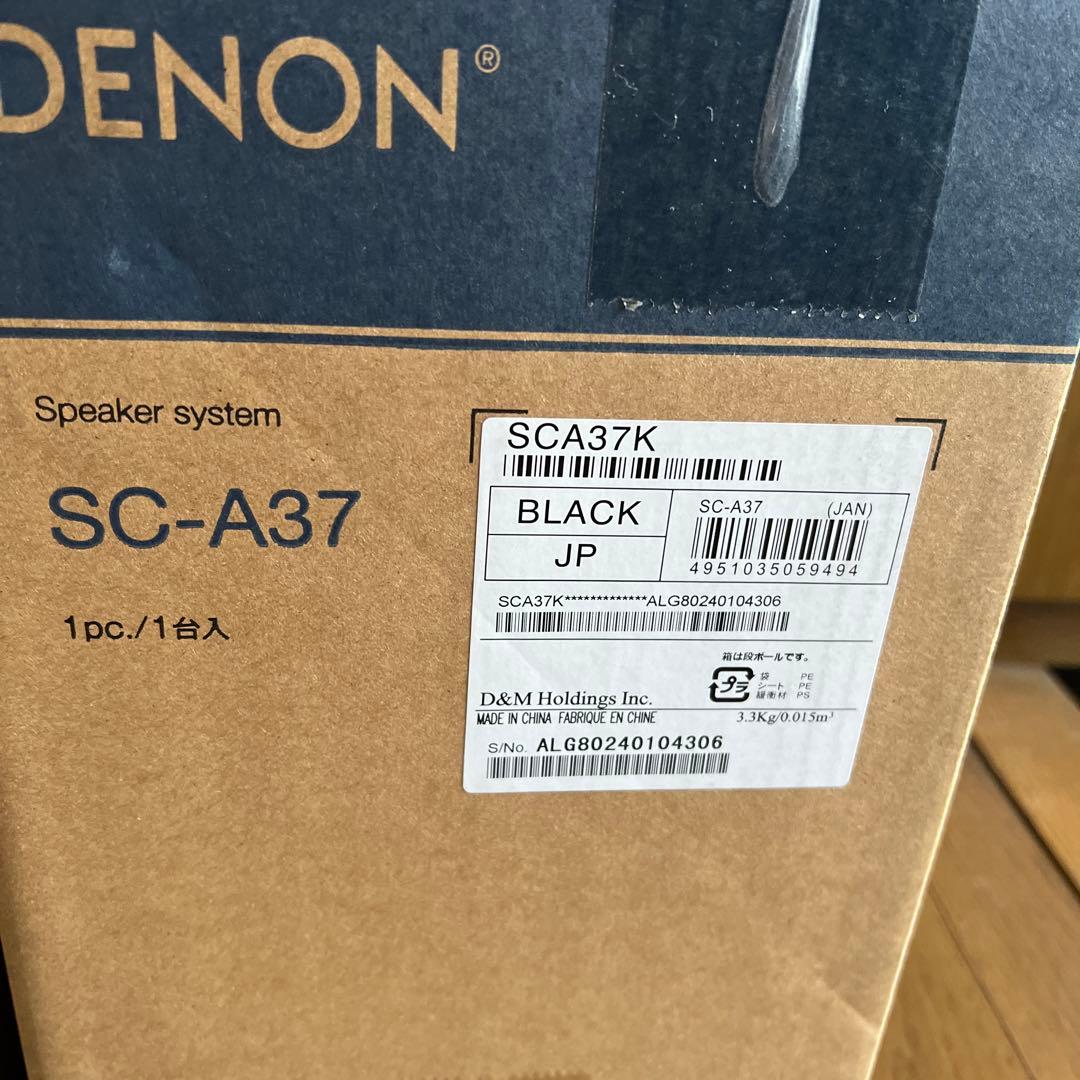 DENON®
Speaker system
SC-A37
1pc./1台入
SCA37K
BLACK
JP
SC-A37 (JAN)
4951035059494
SCA37K*************ALG80240104306
箱は段ボールです。
プラ
袋 PE
シート PE
緩衝材 PS
D&M Holdings Inc.
MADE IN CHINA FABRIQUE EN CHINE
3.3Kg/0.015m³
S/No. ALG80240104306